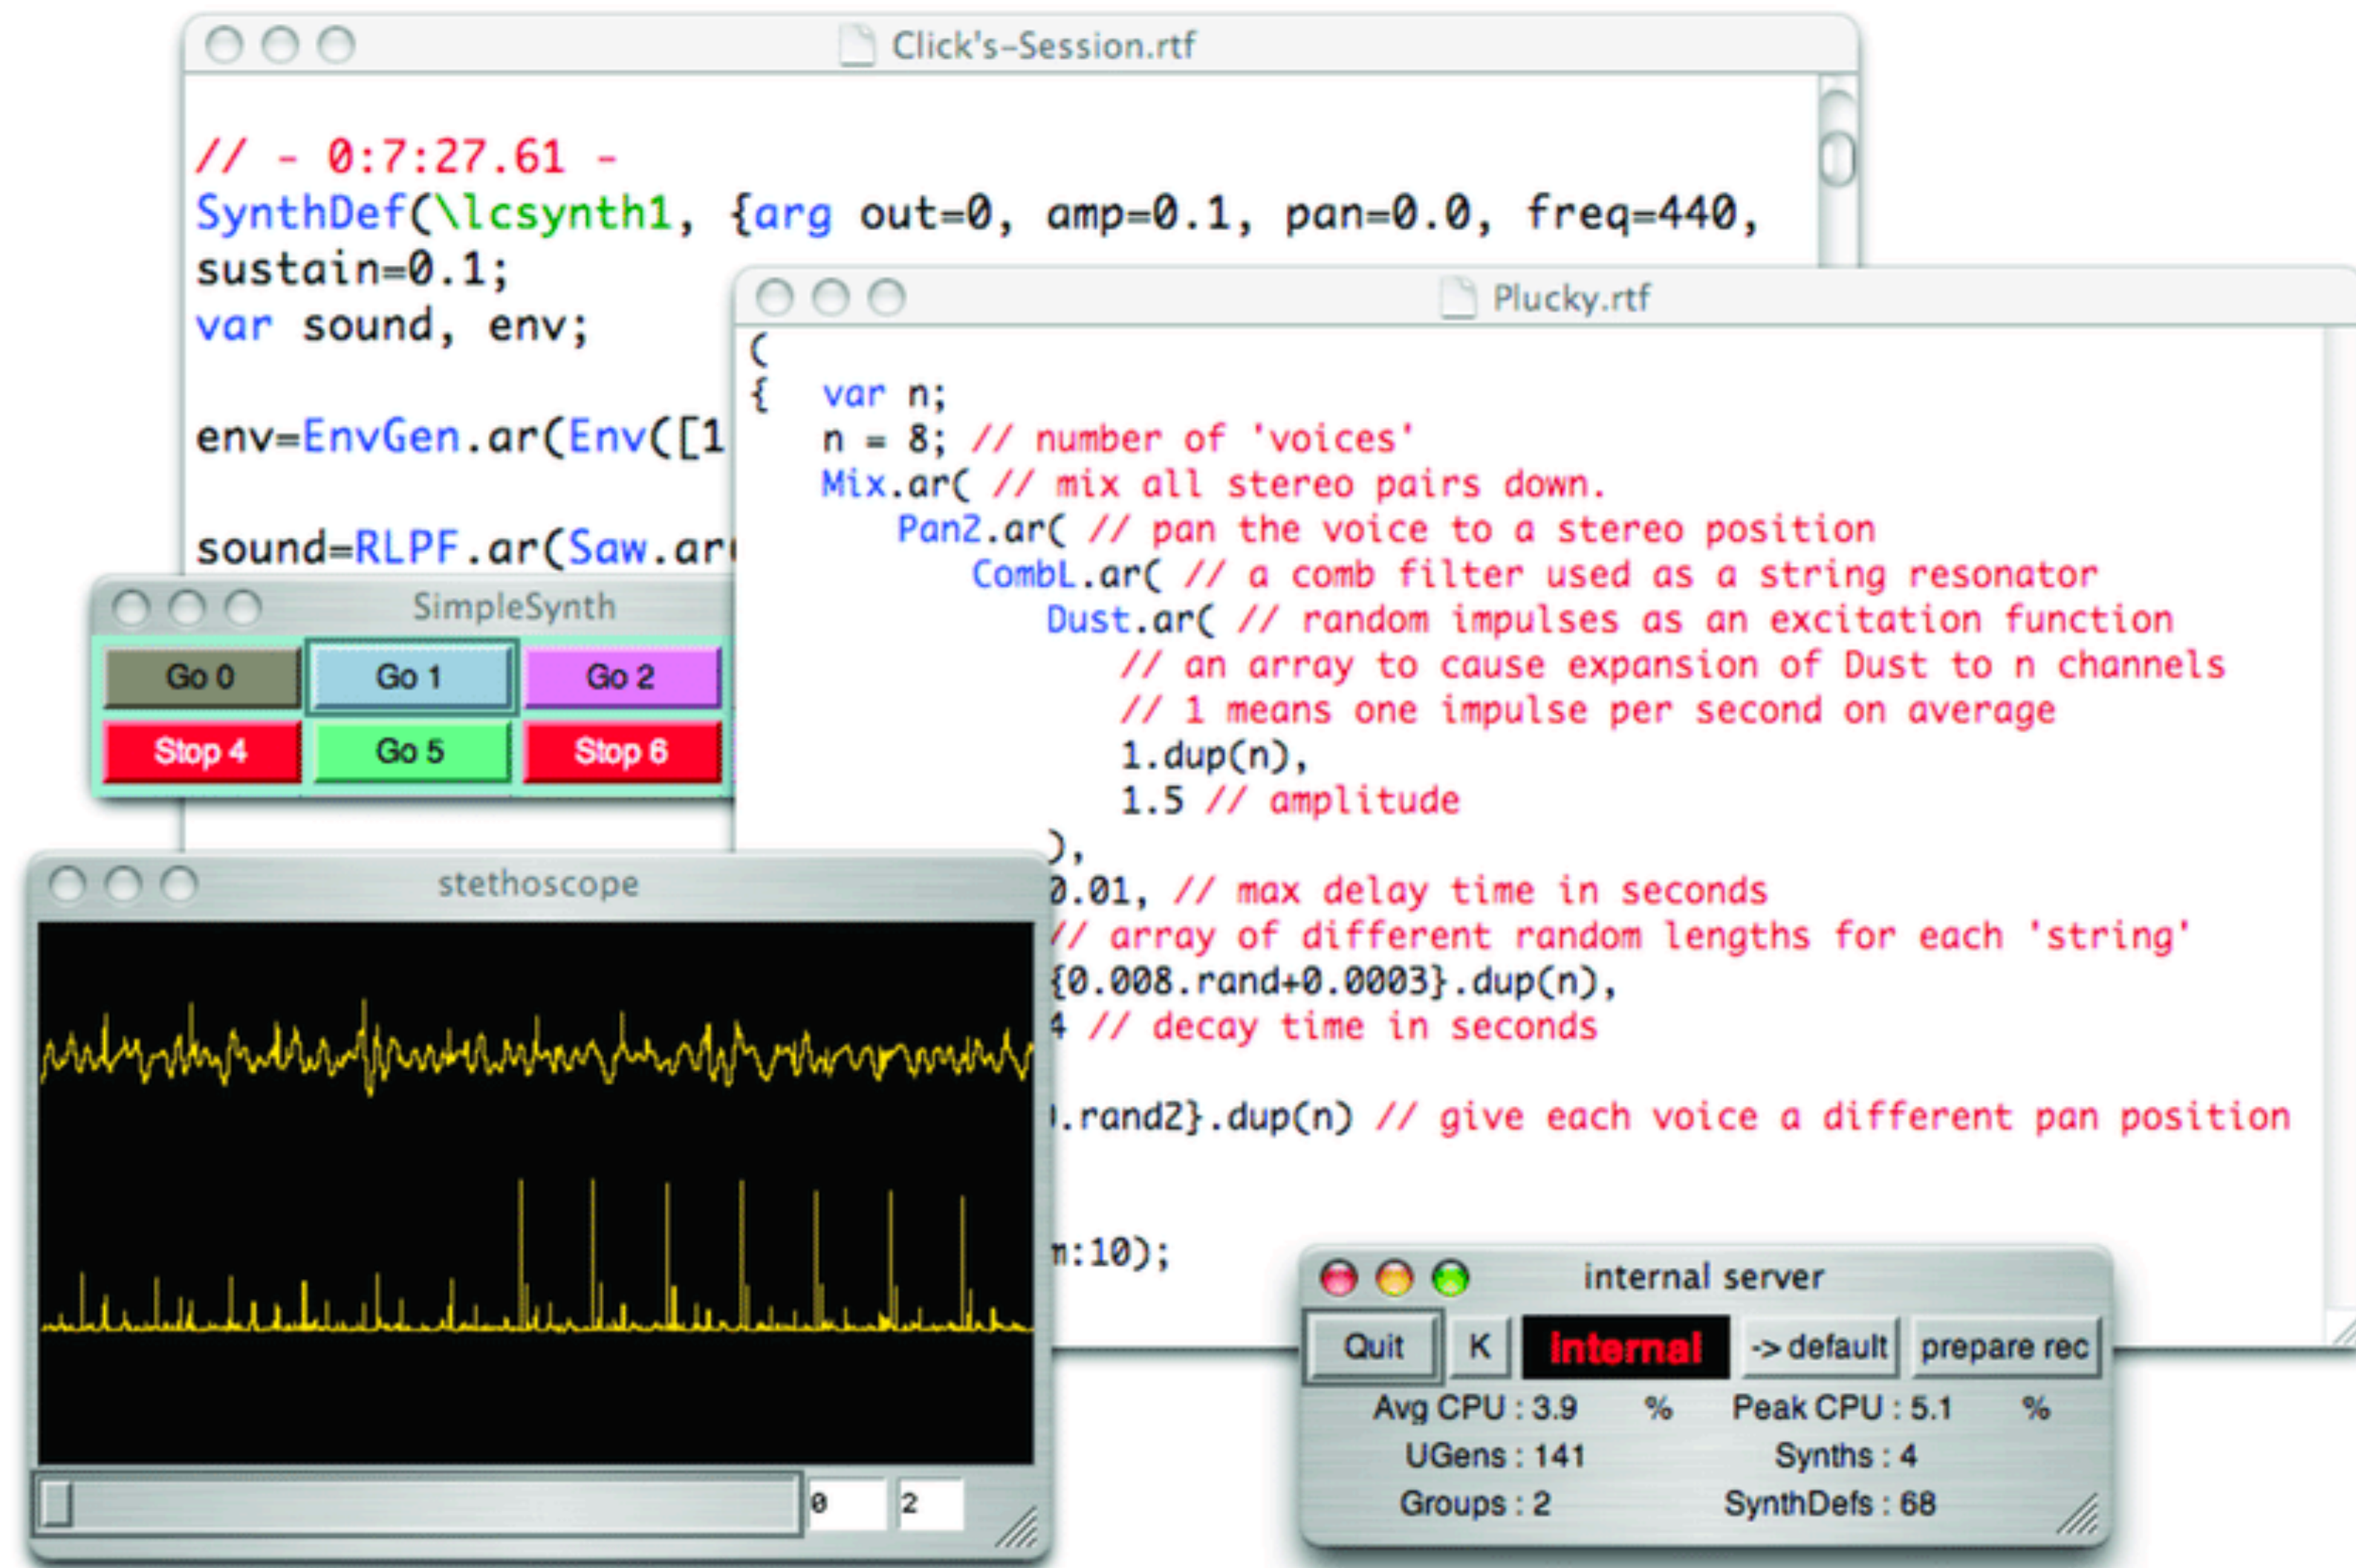 Click's-Session.rtf
// - 0:7:27.61 -
SynthDef(\lcsynth1, {arg out=0, amp=0.1, pan=0.0, freq=440,
sustain=0.1;
var sound, env;
env=EnvGen.ar(Env([1
sound=RLPF.ar(Saw.ar(
Plucky.rtf
(
{ var n;
n = 8; // number of 'voices'
Mix.ar( // mix all stereo pairs down.
Pan2.ar( // pan the voice to a stereo position
CombL.ar( // a comb filter used as a string resonator
Dust.ar( // random impulses as an excitation function
// an array to cause expansion of Dust to n channels
// 1 means one impulse per second on average
1.dup(n),
1.5 // amplitude
),
0.01, // max delay time in seconds
// array of different random lengths for each 'string'
{0.008.rand+0.0003}.dup(n),
4 // decay time in seconds
.rand2}.dup(n) // give each voice a different pan position
:10);
SimpleSynth
Go 0 Go 1 Go 2
Stop 4 Go 5 Stop 6
stethoscope
0 2
internal server
Quit K Internal -> default prepare rec
Avg CPU : 3.9 % Peak CPU : 5.1 %
UGens : 141 Synths : 4
Groups : 2 SynthDefs : 68